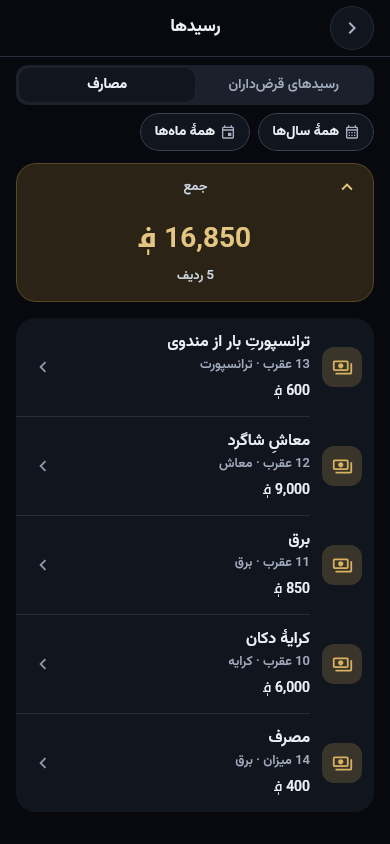 رسیدها
رسیدهای قرض‌داران
مصارف
همهٔ سال‌ها
همهٔ ماه‌ها
جمع
16,850 ؋
5 ردیف
ترانسپورتِ بار از مندوی
13 عقرب · ترانسپورت
600 ؋
معاشِ شاگرد
12 عقرب · معاش
9,000 ؋
برق
11 عقرب · برق
850 ؋
کرایهٔ دکان
10 عقرب · کرایه
6,000 ؋
مصرف
14 میزان · برق
400 ؋